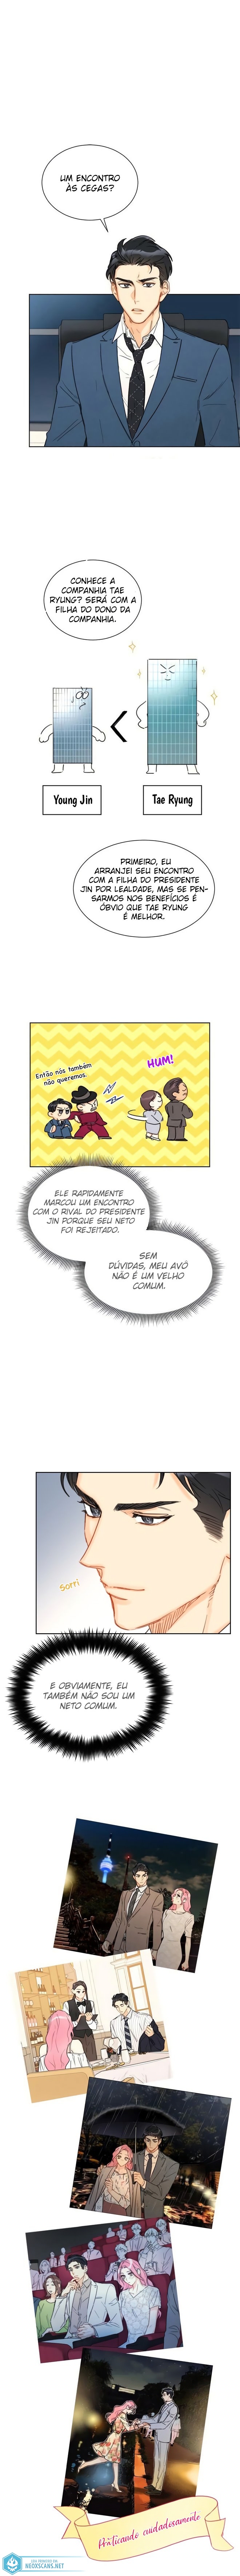 UM ENCONTRO
ÀS CEGAS?
CONHECE A
COMPANHIA TAE
RYUNG? SERÁ COM A
FILHA DO DONO DA
COMPANHIA.
Young Jin
Tae Ryung
PRIMEIRO, EU
ARRANJEI SEU ENCONTRO
COM A FILHA DO PRESIDENTE
JIN POR LEALDADE, MAS SE PEN-
SARMOS NOS BENEFÍCIOS É
ÓBVIO QUE TAE RYUNG
É MELHOR.
Então nós também
não queremos.
HUM!
ELE RAPIDAMENTE
MARCOU UM ENCONTRO
COM O RIVAL DO PRESIDENTE
JIN PORQUE SEU NETO
FOI REJEITADO.
SEM
DÚVIDAS, MEU AVÔ
NÃO É UM VELHO
COMUM.
Sorri
E OBVIAMENTE, EU
TAMBÉM NÃO SOU UM
NETO COMUM.
Praticando cuidadosamente
LEIA PRIMEIRO EM
NEOXSCANS.NET